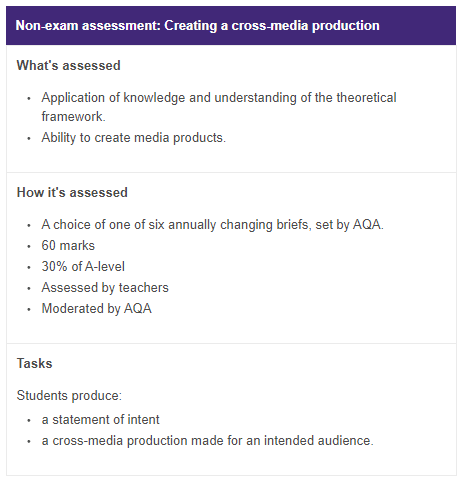 Non-exam assessment: Creating a cross-media production
What's assessed
• Application of knowledge and understanding of the theoretical
framework.
• Ability to create media products.
How it's assessed
• A choice of one of six annually changing briefs, set by AQA.
• 60 marks
• 30% of A-level
• Assessed by teachers
• Moderated by AQA
Tasks
Students produce:
• a statement of intent
• a cross-media production made for an intended audience.